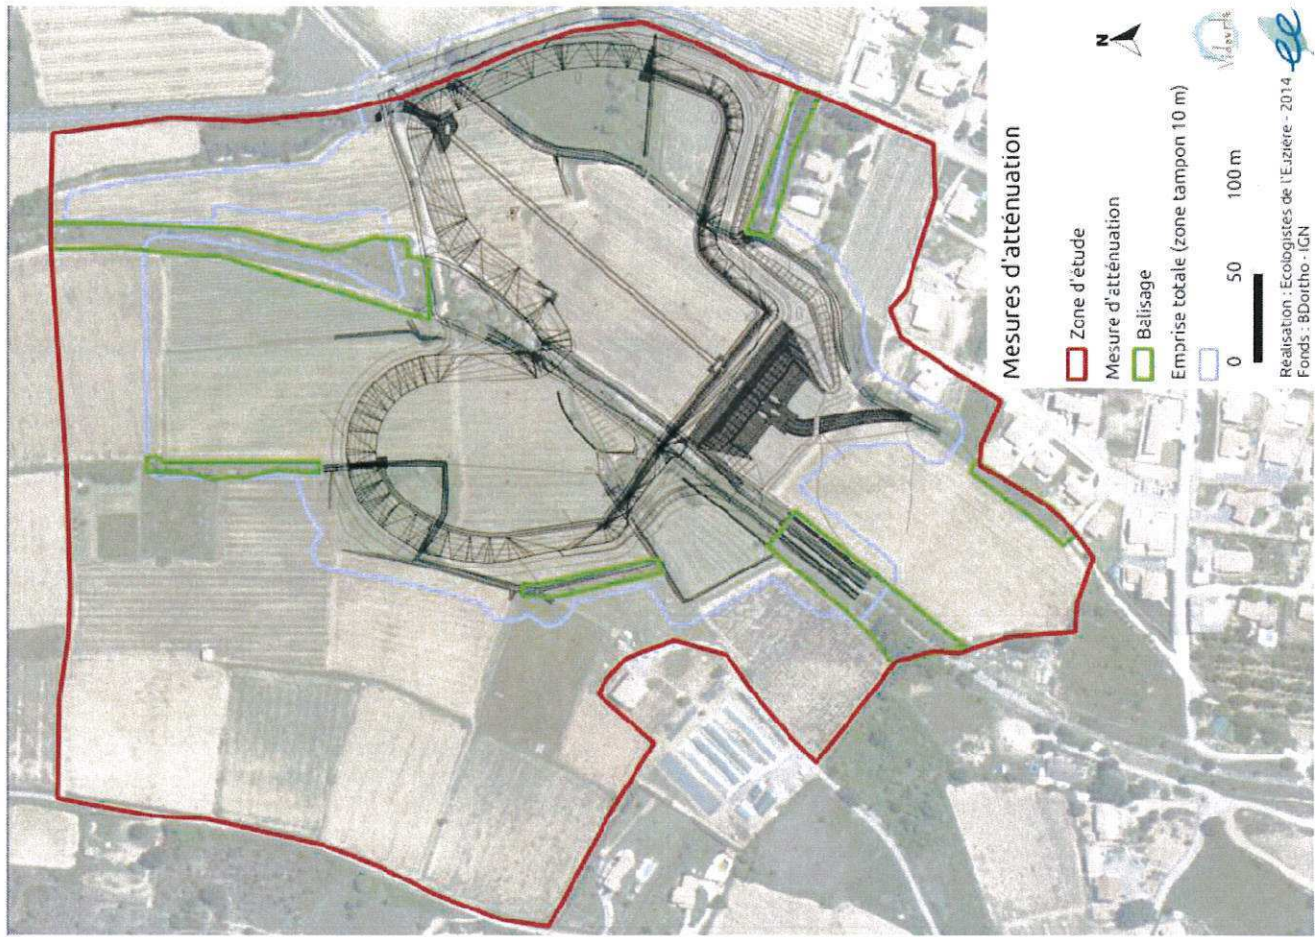 Mesures d'atténuation
Zone d'étude
Mesure d'atténuation
Balisage
Emprise totale (zone tampon 10 m)
0 50 100 m
N
Réalisation : Ecologistes de l'Euzière - 2014
Fonds : BDortho - IGN